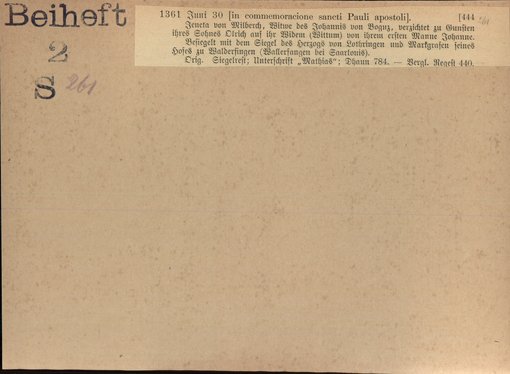 Beiheft
2
S 261
1361 Juni 30 [in commemoracione sancti Pauli apostoli]. [444
Jeneta von Milberch, Witwe des Johannis von Boguz, verzichtet zu Gunsten
ihres Sohnes Olrich auf ihr Widem (Wittum) von ihrem ersten Manne Johanne.
Besiegelt mit dem Siegel des Herzogs von Lothringen und Markgrafen seines
Hofes zu Walderfingen (Wallerfangen bei Saarlouis).
Orig. Siegelrest; Unterschrift „Mathias“; Dhaun 784. — Vergl. Regest 440.